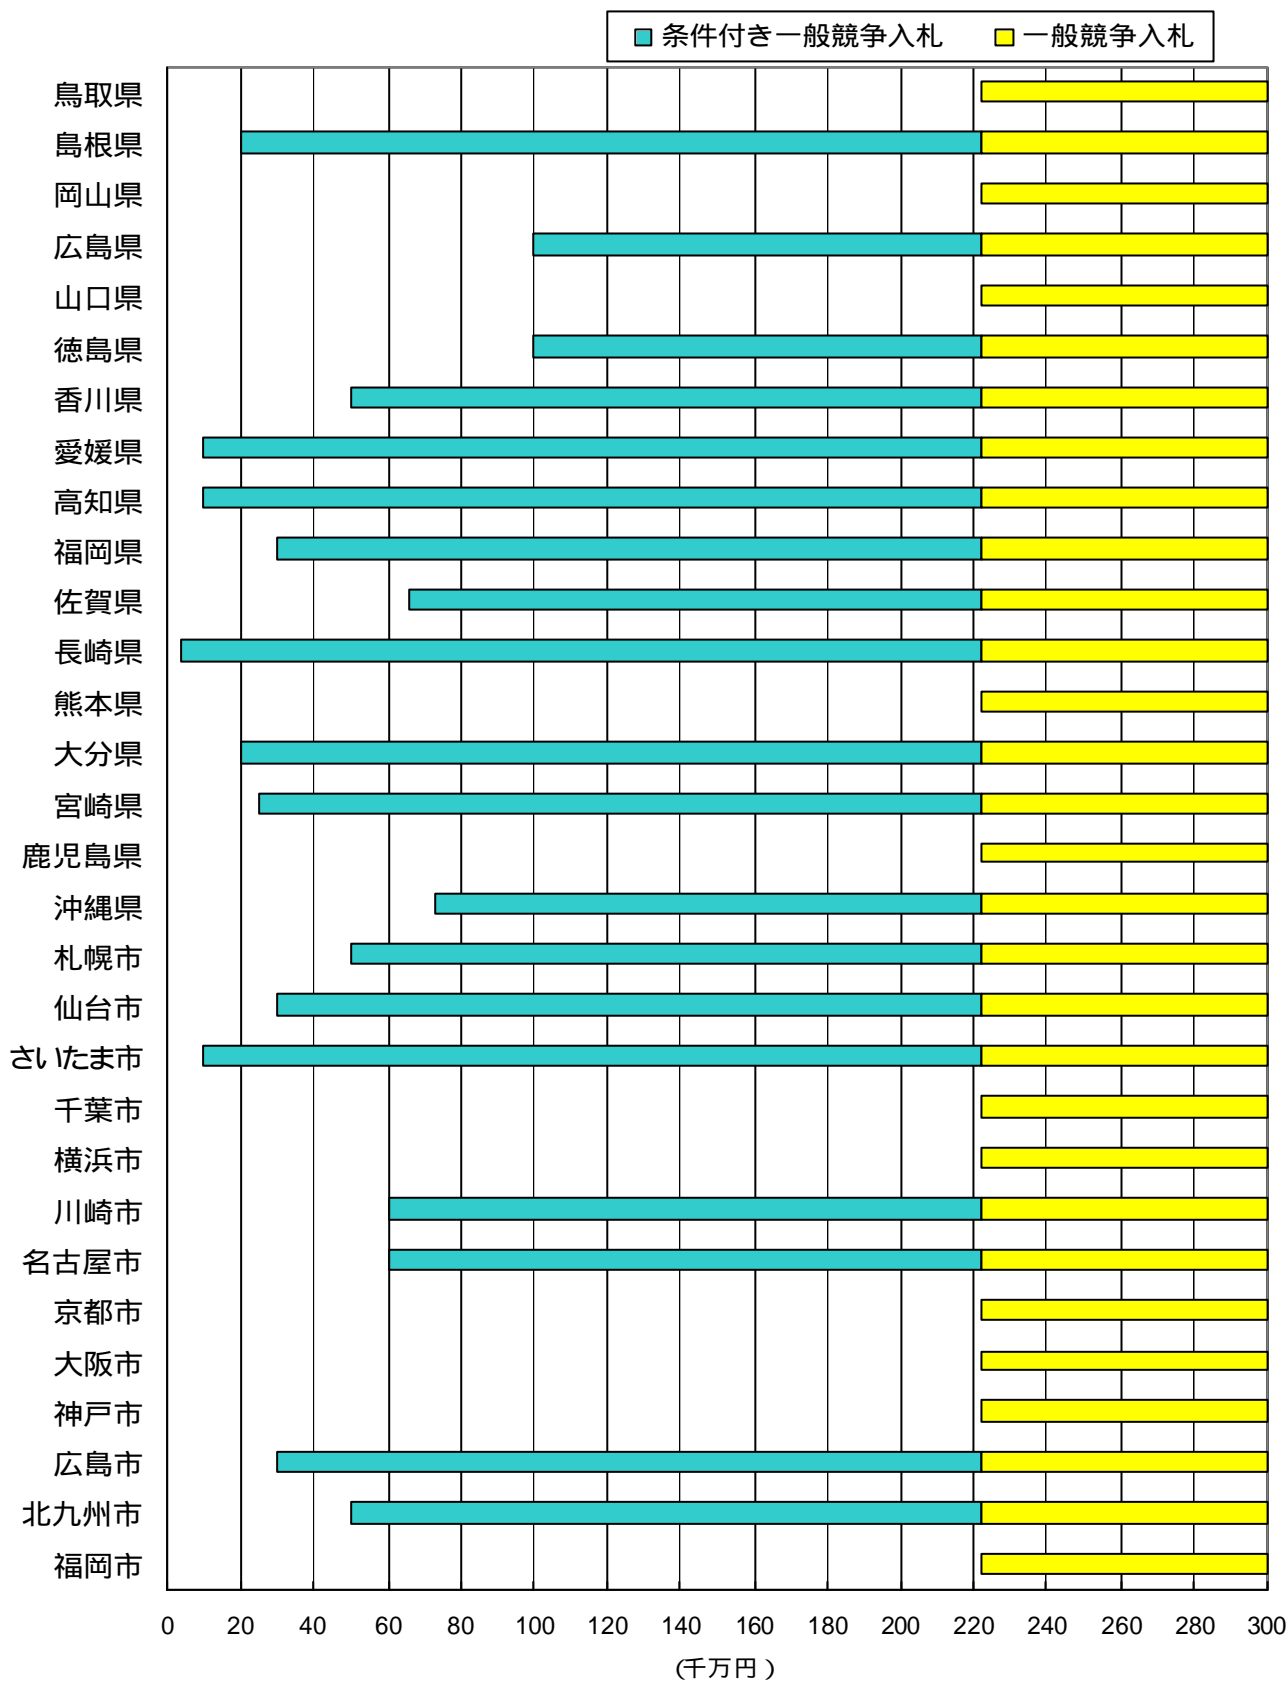 条件付き一般競争入札 一般競争入札
鳥取県
島根県
岡山県
広島県
山口県
徳島県
香川県
愛媛県
高知県
福岡県
佐賀県
長崎県
熊本県
大分県
宮崎県
鹿児島県
沖縄県
札幌市
仙台市
さいたま市
千葉市
横浜市
川崎市
名古屋市
京都市
大阪市
神戸市
広島市
北九州市
福岡市
0 20 40 60 80 100 120 140 160 180 200 220 240 260 280 300
(千万円)